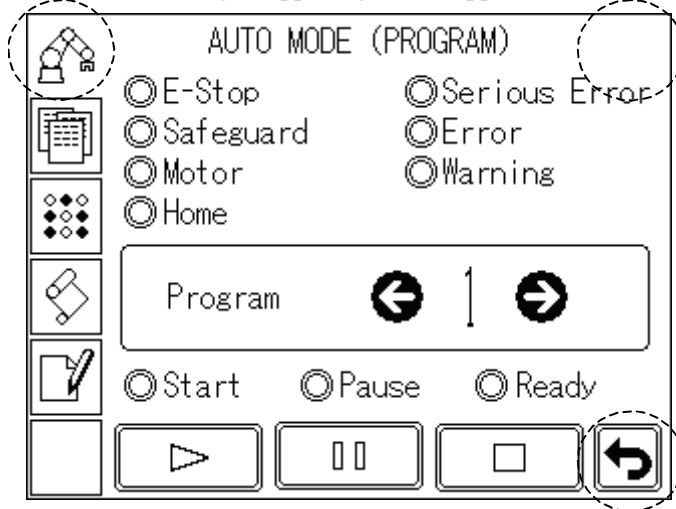 AUTO MODE (PROGRAM)
E-Stop Serious Error
Safeguard Error
Motor Warning
Home
Program 1
Start Pause Ready